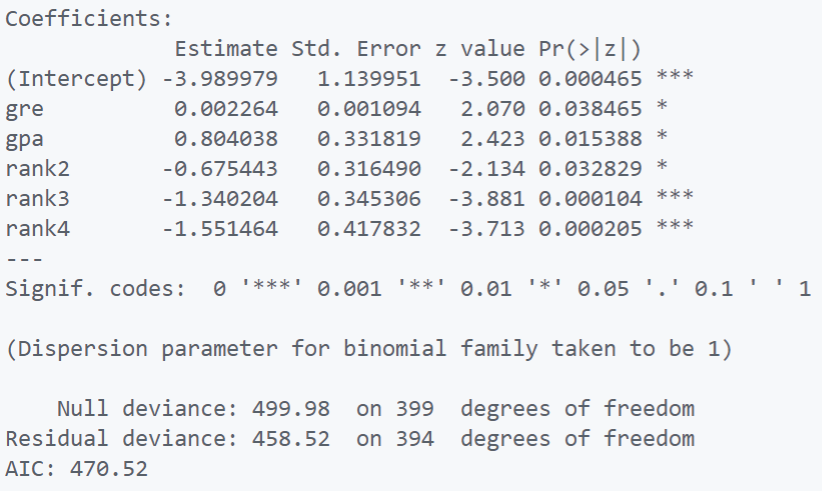 Coefficients:
             Estimate Std. Error z value Pr(>|z|)
(Intercept) -3.989979   1.139951  -3.500 0.000465 ***
gre          0.002264   0.001094   2.070 0.038465 *
gpa          0.804038   0.331819   2.423 0.015388 *
rank2       -0.675443   0.316490  -2.134 0.032829 *
rank3       -1.340204   0.345306  -3.881 0.000104 ***
rank4       -1.551464   0.417832  -3.713 0.000205 ***
---
Signif. codes:  0 '***' 0.001 '**' 0.01 '*' 0.05 '.' 0.1 ' ' 1
(Dispersion parameter for binomial family taken to be 1)
    Null deviance: 499.98  on 399  degrees of freedom
Residual deviance: 458.52  on 394  degrees of freedom
AIC: 470.52